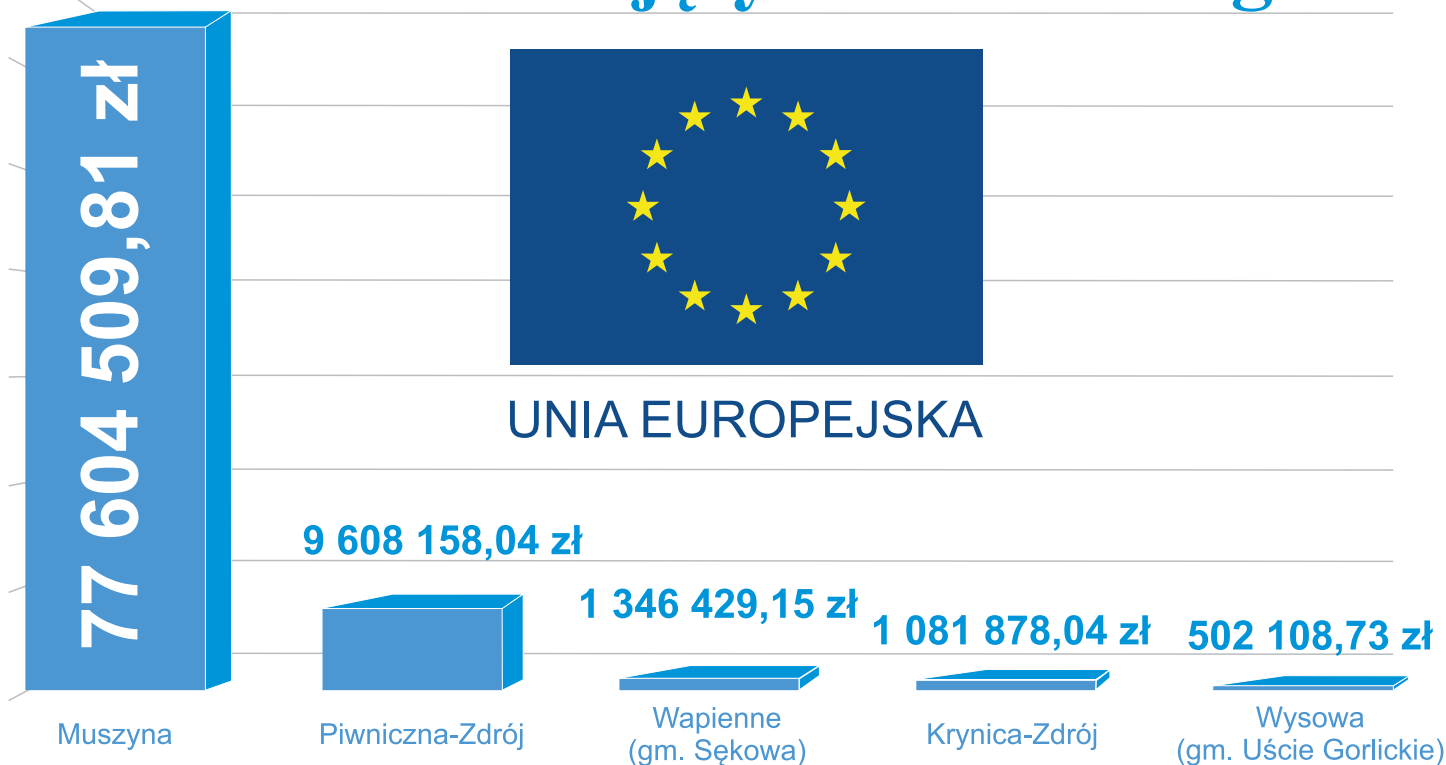 77 604 509,81 zł
UNIA EUROPEJSKA
9 608 158,04 zł
1 346 429,15 zł
1 081 878,04 zł
502 108,73 zł
Muszyna
Piwniczna-Zdrój
Wapienne
(gm. Sękowa)
Krynica-Zdrój
Wysowa
(gm. Uście Gorlickie)